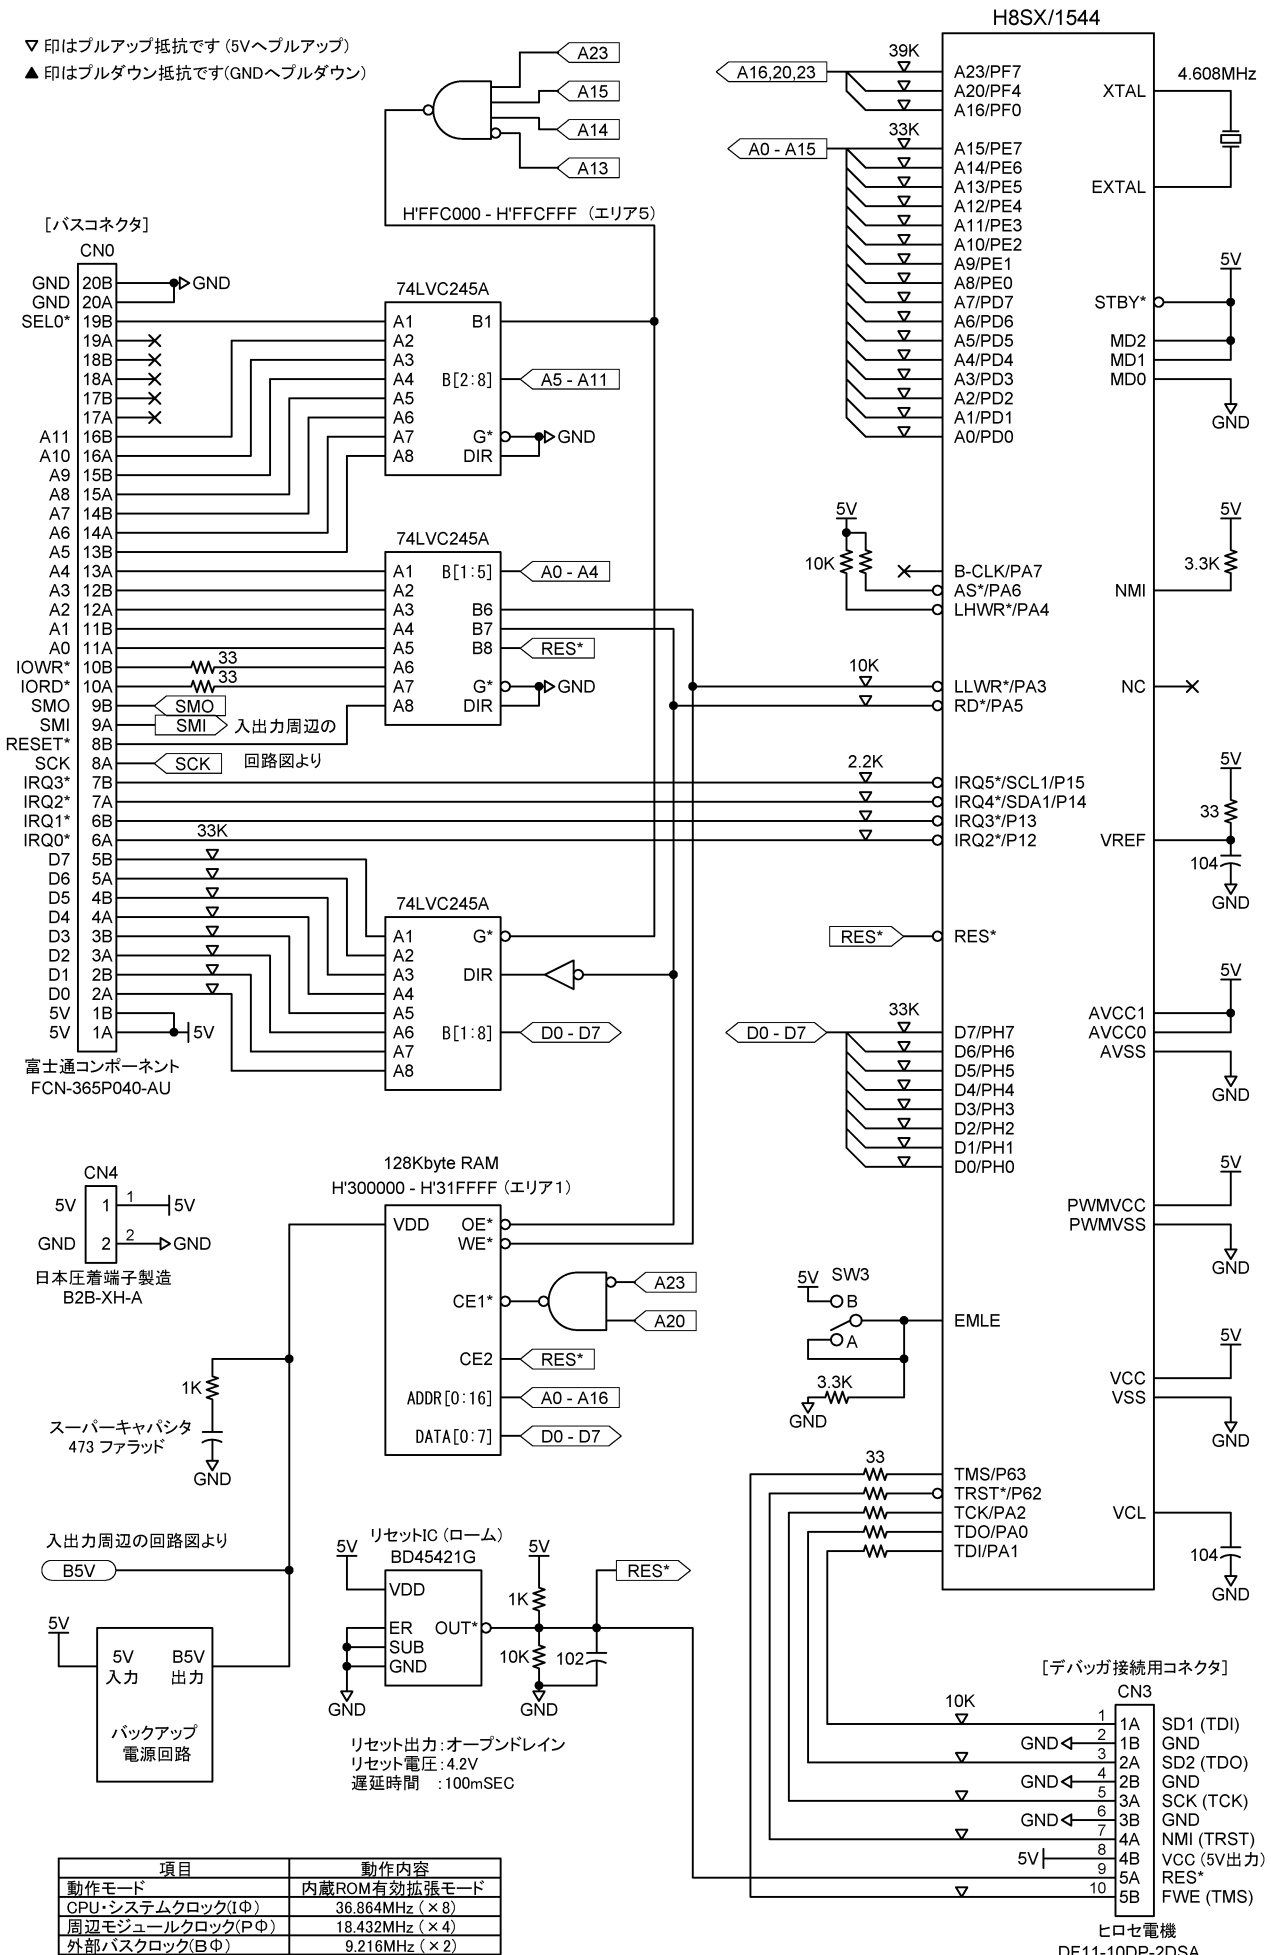 H8SX/1544
▽ 印はプルアップ抵抗です (5Vへプルアップ)
▲ 印はプルダウン抵抗です(GNDへプルダウン)
A23
A15
A14
A13
H'FFC000 - H'FFCFFF (エリア5)
[バスコネクタ]
CN0
GND 20B
GND 20A
GND
SEL0* 19B
19A
18B
18A
17B
17A
A11 16B
A10 16A
A9 15B
A8 15A
A7 14B
A6 14A
A5 13B
A4 13A
A3 12B
A2 12A
A1 11B
A0 11A
IOWR* 10B 33
IORD* 10A 33
SMO 9B SMO
SMI 9A SMI 入出力周辺の
RESET* 8B
SCK 8A SCK 回路図より
IRQ3* 7B
IRQ2* 7A
IRQ1* 6B
IRQ0* 6A
33K
D7 5B
D6 5A
D5 4B
D4 4A
D3 3B
D2 3A
D1 2B
D0 2A
5V 1B
5V 1A 5V
富士通コンポーネント
FCN-365P040-AU
74LVC245A
A1 B1
A2
A3
A4 B[2:8] A5 - A11
A5
A6
A7 G* GND
A8 DIR
74LVC245A
A1 B[1:5] A0 - A4
A2
A3 B6
A4 B7
A5 B8 RES*
A6
A7 G* GND
A8 DIR
74LVC245A
A1 G*
A2
A3 DIR
A4
A5
A6 B[1:8] D0 - D7
A7
A8
128Kbyte RAM
H'300000 - H'31FFFF (エリア1)
VDD OE*
WE*
CE1*
A23
A20
CE2 RES*
ADDR[0:16] A0 - A16
DATA[0:7] D0 - D7
CN4
5V 1 1 5V
GND 2 2 GND
日本圧着端子製造
B2B-XH-A
1K
スーパーキャパシタ
473 ファラッド
GND
入出力周辺の回路図より
B5V
5V
5V B5V
入力 出力
バックアップ
電源回路
リセットIC (ローム)
BD45421G
5V
VDD
ER OUT*
SUB
GND
GND
5V
1K
10K
102
GND
RES*
リセット出力:オープンドレイン
リセット電圧:4.2V
遅延時間 :100mSEC
39K
A16,20,23
A23/PF7
A20/PF4
A16/PF0
33K
A0 - A15
A15/PE7
A14/PE6
A13/PE5
A12/PE4
A11/PE3
A10/PE2
A9/PE1
A8/PE0
A7/PD7
A6/PD6
A5/PD5
A4/PD4
A3/PD3
A2/PD2
A1/PD1
A0/PD0
5V
10K
B-CLK/PA7
AS*/PA6
LHWR*/PA4
10K
LLWR*/PA3
RD*/PA5
2.2K
IRQ5*/SCL1/P15
IRQ4*/SDA1/P14
IRQ3*/P13
IRQ2*/P12
RES* RES*
33K
D0 - D7
D7/PH7
D6/PH6
D5/PH5
D4/PH4
D3/PH3
D2/PH2
D1/PH1
D0/PH0
5V SW3
B
A
EMLE
3.3K
GND
33
TMS/P63
TRST*/P62
TCK/PA2
TDO/PA0
TDI/PA1
4.608MHz
XTAL
EXTAL
5V
STBY*
MD2
MD1
MD0
GND
5V
3.3K
NMI
NC
5V
33
VREF
104
GND
5V
AVCC1
AVCC0
AVSS
GND
5V
PWMVCC
PWMVSS
GND
5V
VCC
VSS
GND
VCL
104
GND
[デバッガ接続用コネクタ]
CN3
10K
1 1A SD1 (TDI)
GND 2 1B GND
3 2A SD2 (TDO)
GND 4 2B GND
5 3A SCK (TCK)
GND 6 3B GND
7 4A NMI (TRST)
5V 8 4B VCC (5V出力)
9 5A RES*
10 5B FWE (TMS)
ヒロセ電機
DF11-10DP-2DSA
項目 動作内容
動作モード 内蔵ROM有効拡張モード
CPU・システムクロック(IΦ) 36.864MHz (×8)
周辺モジュールクロック(PΦ) 18.432MHz (×4)
外部バスクロック(BΦ) 9.216MHz (×2)